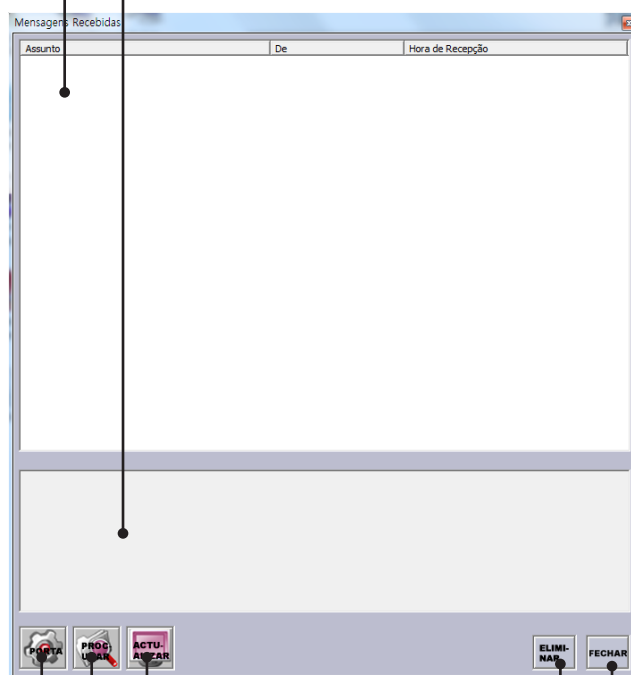 Mensagens Recebidas
Assunto De Hora de Recepção
PORTA
PROC-
URAR
ACTU-
ALIZAR
ELIMI-
NAR
FECHAR